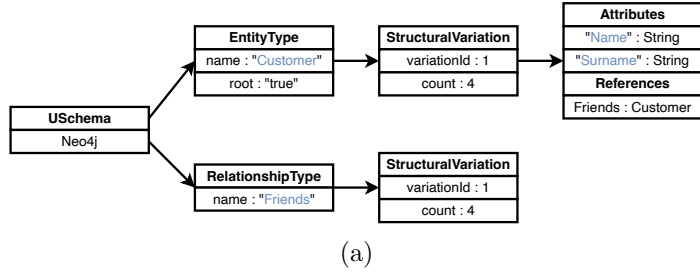 USchema
Neo4j
EntityType
name : "Customer"
root : "true"
StructuralVariation
variationId : 1
count : 4
Attributes
"Name" : String
"Surname" : String
References
Friends : Customer
RelationshipType
name : "Friends"
StructuralVariation
variationId : 1
count : 4
(a)